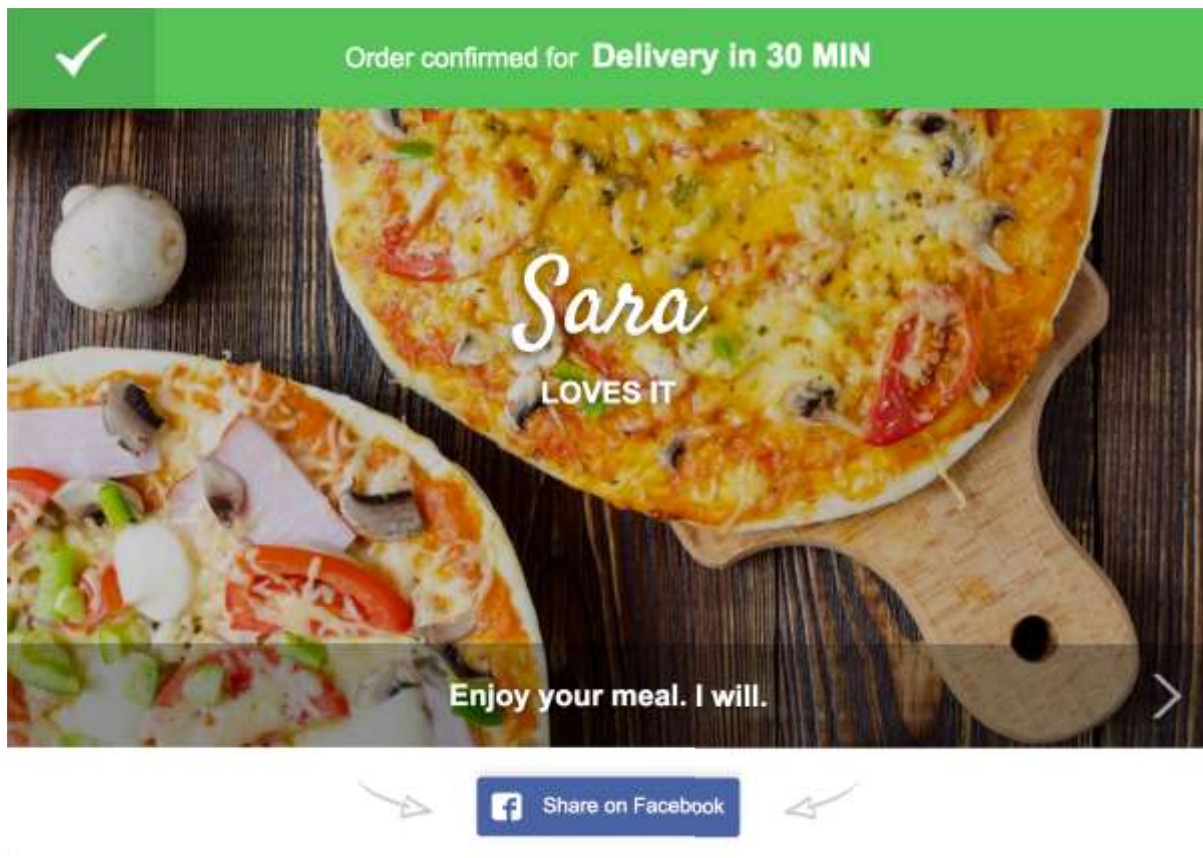 Order confirmed for Delivery in 30 MIN
Sara
LOVES IT
Enjoy your meal. I will.
Share on Facebook